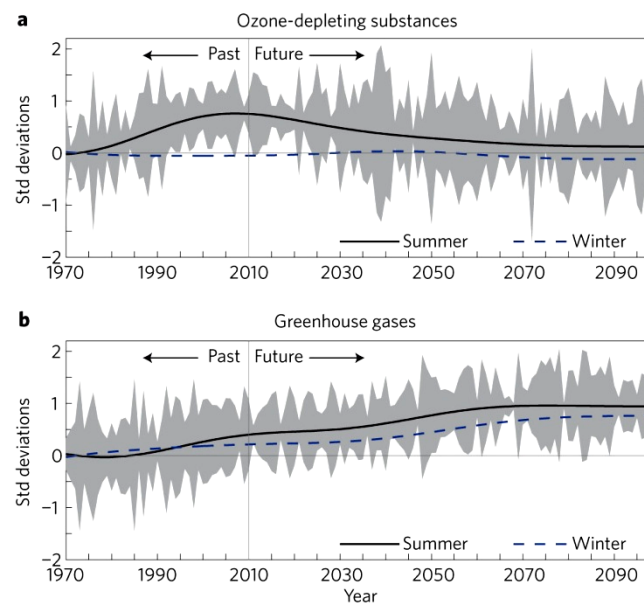 a
Ozone-depleting substances
Past Future
Std deviations
2
1
0
−1
−2
Summer Winter
1970 1990 2010 2030 2050 2070 2090
b
Greenhouse gases
Past Future
Std deviations
2
1
0
−1
−2
Summer Winter
1970 1990 2010 2030 2050 2070 2090
Year